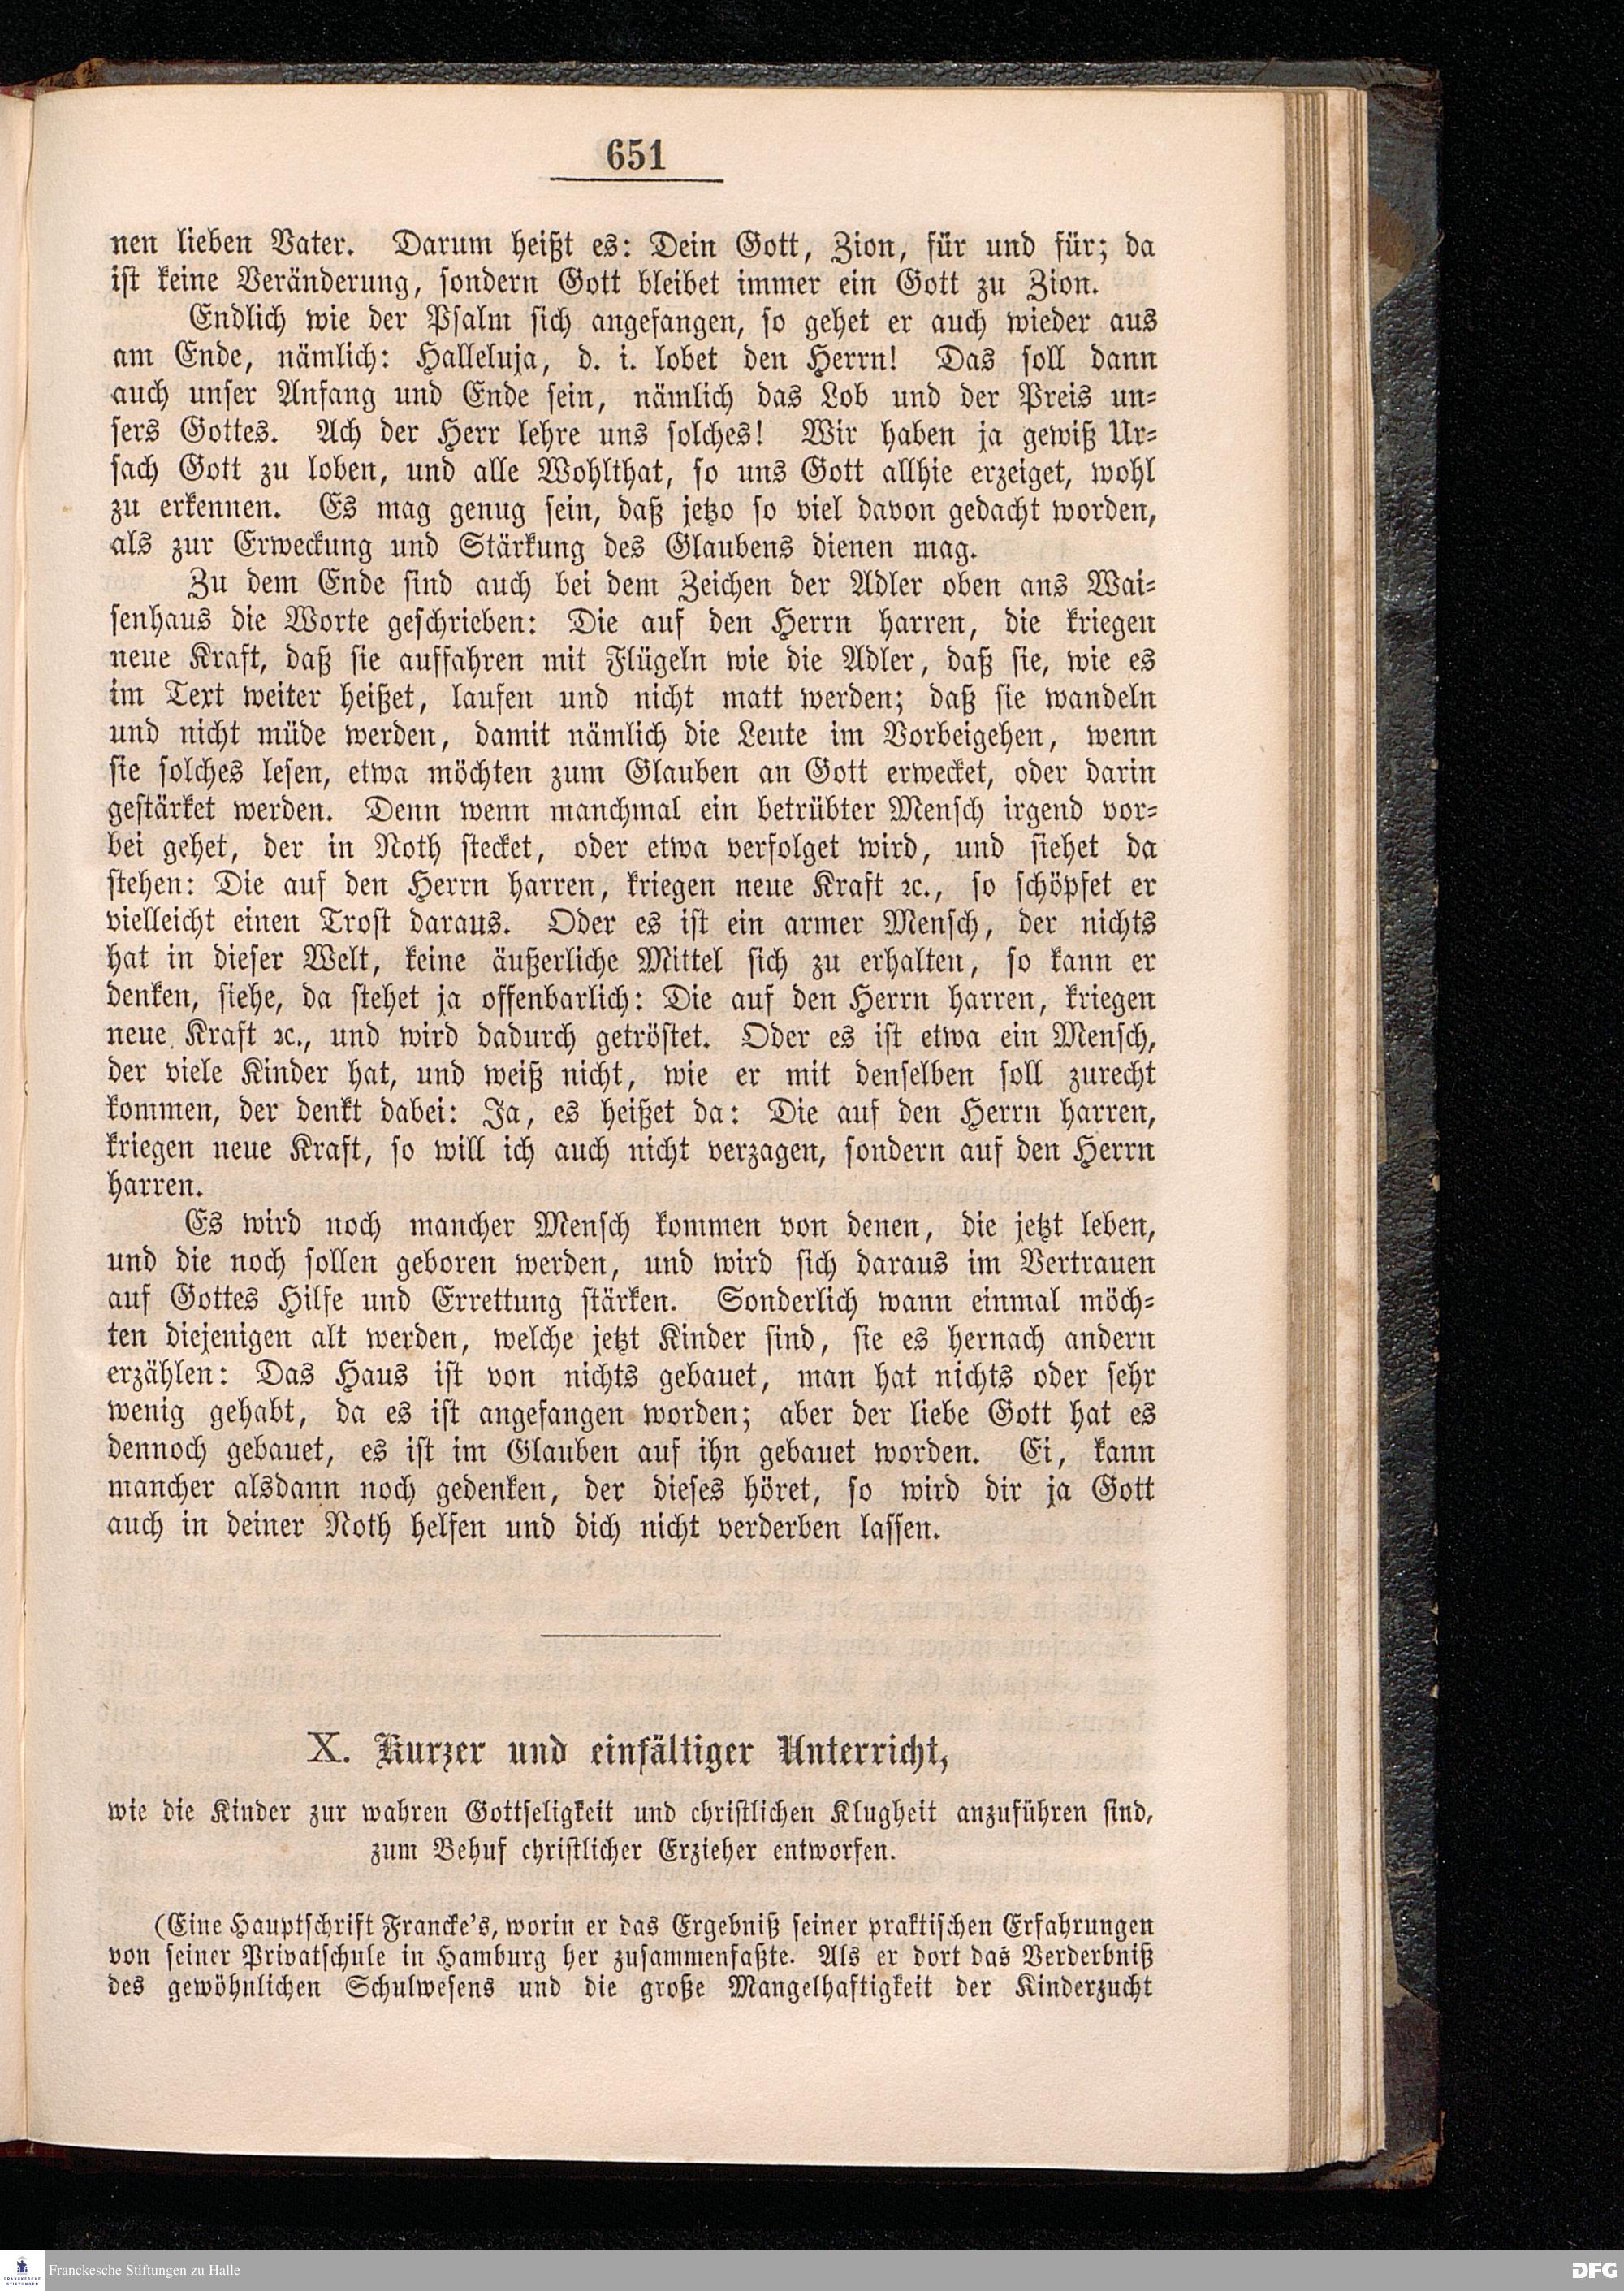 651
nen lieben Vater. Darum heißt es: Dein Gott, Zion, für und für; da
ist keine Veränderung, sondern Gott bleibet immer ein Gott zu Zion.
Endlich wie der Psalm sich angefangen, so gehet er auch wieder aus
am Ende, nämlich: Halleluja, d. i. lobet den Herrn! Das soll dann
auch unser Anfang und Ende sein, nämlich das Lob und der Preis un-
sers Gottes. Ach der Herr lehre uns solches! Wir haben ja gewiß Ur-
sach Gott zu loben, und alle Wohlthat, so uns Gott allhie erzeiget, wohl
zu erkennen. Es mag genug sein, daß jetzo so viel davon gedacht worden,
als zur Erweckung und Stärkung des Glaubens dienen mag.
Zu dem Ende sind auch bei dem Zeichen der Adler oben ans Wai-
senhaus die Worte geschrieben: Die auf den Herrn harren, die kriegen
neue Kraft, daß sie auffahren mit Flügeln wie die Adler, daß sie, wie es
im Text weiter heißet, laufen und nicht matt werden; daß sie wandeln
und nicht müde werden, damit nämlich die Leute im Vorbeigehen, wenn
sie solches lesen, etwa möchten zum Glauben an Gott erwecket, oder darin
gestärket werden. Denn wenn manchmal ein betrübter Mensch irgend vor-
bei gehet, der in Noth stecket, oder etwa verfolget wird, und siehet da
stehen: Die auf den Herrn harren, kriegen neue Kraft ꝛc., so schöpfet er
vielleicht einen Trost daraus. Oder es ist ein armer Mensch, der nichts
hat in dieser Welt, keine äußerliche Mittel sich zu erhalten, so kann er
denken, siehe, da stehet ja offenbarlich: Die auf den Herrn harren, kriegen
neue Kraft ꝛc., und wird dadurch getröstet. Oder es ist etwa ein Mensch,
der viele Kinder hat, und weiß nicht, wie er mit denselben soll zurecht
kommen, der denkt dabei: Ja, es heißet da: Die auf den Herrn harren,
kriegen neue Kraft, so will ich auch nicht verzagen, sondern auf den Herrn
harren.
Es wird noch mancher Mensch kommen von denen, die jetzt leben,
und die noch sollen geboren werden, und wird sich daraus im Vertrauen
auf Gottes Hilfe und Errettung stärken. Sonderlich wann einmal möch-
ten diejenigen alt werden, welche jetzt Kinder sind, sie es hernach andern
erzählen: Das Haus ist von nichts gebauet, man hat nichts oder sehr
wenig gehabt, da es ist angefangen worden; aber der liebe Gott hat es
dennoch gebauet, es ist im Glauben auf ihn gebauet worden. Ei, kann
mancher alsdann noch gedenken, der dieses höret, so wird dir ja Gott
auch in deiner Noth helfen und dich nicht verderben lassen.
X. Kurzer und einfältiger Unterricht,
wie die Kinder zur wahren Gottseligkeit und christlichen Klugheit anzuführen sind,
zum Behuf christlicher Erzieher entworfen.
(Eine Hauptschrift Francke's, worin er das Ergebniß seiner praktischen Erfahrungen
von seiner Privatschule in Hamburg her zusammenfaßte. Als er dort das Verderbniß
des gewöhnlichen Schulwesens und die große Mangelhaftigkeit der Kinderzucht
FRANCKESCHE
STIFTUNGEN
Franckesche Stiftungen zu Halle
DFG